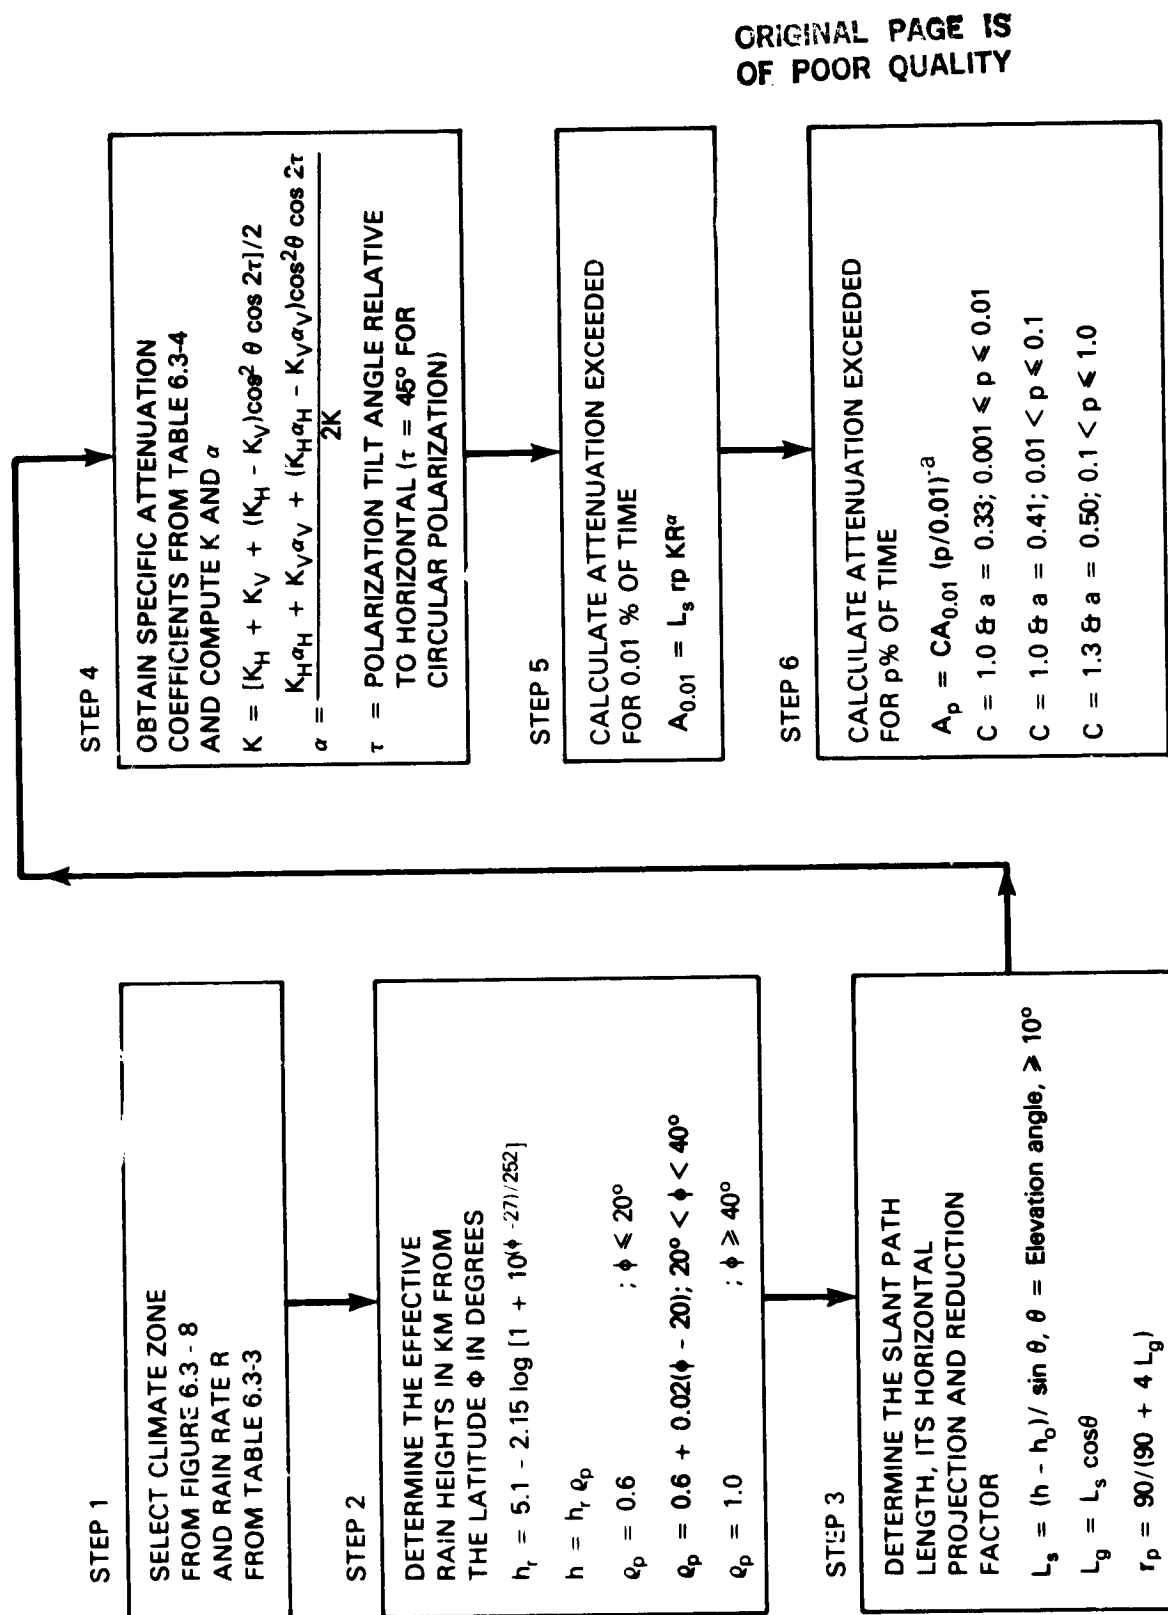 ORIGINAL PAGE IS
OF POOR QUALITY
STEP 1
SELECT CLIMATE ZONE
FROM FIGURE 6.3 - 8
AND RAIN RATE R
FROM TABLE 6.3-3
STEP 2
DETERMINE THE EFFECTIVE
RAIN HEIGHTS IN KM FROM
THE LATITUDE Φ IN DEGREES
h_r = 5.1 - 2.15 log [1 + 10^(ϕ - 27)/252]
h = h_r ϱ_p
ϱ_p = 0.6 ; ϕ ⩽ 20°
ϱ_p = 0.6 + 0.02(ϕ - 20); 20° < ϕ < 40°
ϱ_p = 1.0 ; ϕ ⩾ 40°
STEP 3
DETERMINE THE SLANT PATH
LENGTH, ITS HORIZONTAL
PROJECTION AND REDUCTION
FACTOR
L_s = (h - h_o)/ sin θ, θ = Elevation angle, ⩾ 10°
L_g = L_s cosθ
r_p = 90/(90 + 4 L_g)
STEP 4
OBTAIN SPECIFIC ATTENUATION
COEFFICIENTS FROM TABLE 6.3-4
AND COMPUTE K AND α
K = [K_H + K_V + (K_H - K_V)cos² θ cos 2τ]/2
α = K_Hα_H + K_Vα_V + (K_Hα_H - K_Vα_V)cos²θ cos 2τ
2K
τ = POLARIZATION TILT ANGLE RELATIVE
TO HORIZONTAL (τ = 45° FOR
CIRCULAR POLARIZATION)
STEP 5
CALCULATE ATTENUATION EXCEEDED
FOR 0.01 % OF TIME
A_0.01 = L_s rp KR^α
STEP 6
CALCULATE ATTENUATION EXCEEDED
FOR p% OF TIME
A_p = CA_0.01 (p/0.01)^-a
C = 1.0 & a = 0.33; 0.001 ⩽ p ⩽ 0.01
C = 1.0 & a = 0.41; 0.01 < p ⩽ 0.1
C = 1.3 & a = 0.50; 0.1 < p ⩽ 1.0